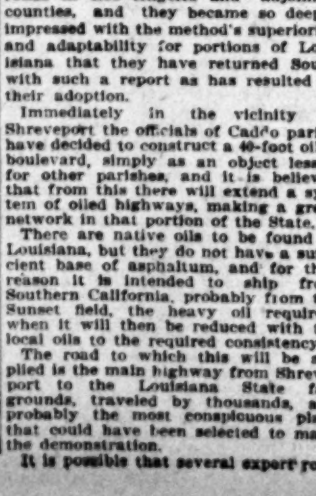 counties, and they became so deep
impressed with the method's superior
and adaptability for portions of Lo
isiana that they have returned Sou
with such a report as has resulted
their adoption.
Immediately in the vicinity
Shreveport the officials of Caddo pari
have decided to construct a 40-foot oil
boulevard, simply as an object less
for other parishes, and it is believ
that from this there will extend a sy
tem of oiled highways, making a gre
network in that portion of the State.
There are native oils to be found
Louisiana, but they do not have a su
cient base of asphaltum, and for th
reason it is intended to ship fr
Southern California, probably from t
Sunset field, the heavy oil requir
when it will then be reduced with t
local oils to the required consistency
The road to which this will be a
plied is the main highway from Shrev
port to the Louisiana State f
grounds, traveled by thousands, a
probably the most conspicuous pla
that could have been selected to ma
the demonstration.
It is possible that several expert ro